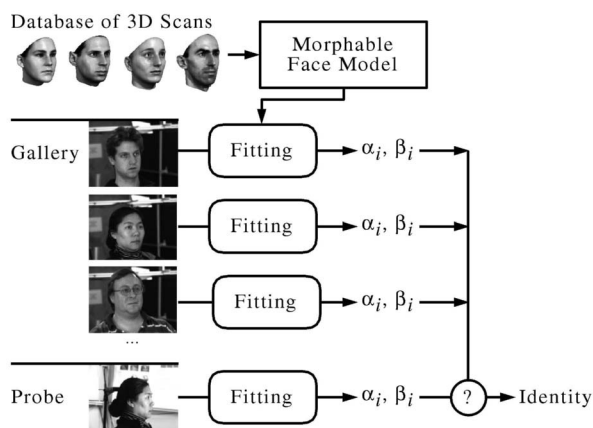 Database of 3D Scans
Morphable
Face Model
Gallery
Fitting
αi, βi
Fitting
αi, βi
Fitting
αi, βi
...
Probe
Fitting
αi, βi
?
Identity